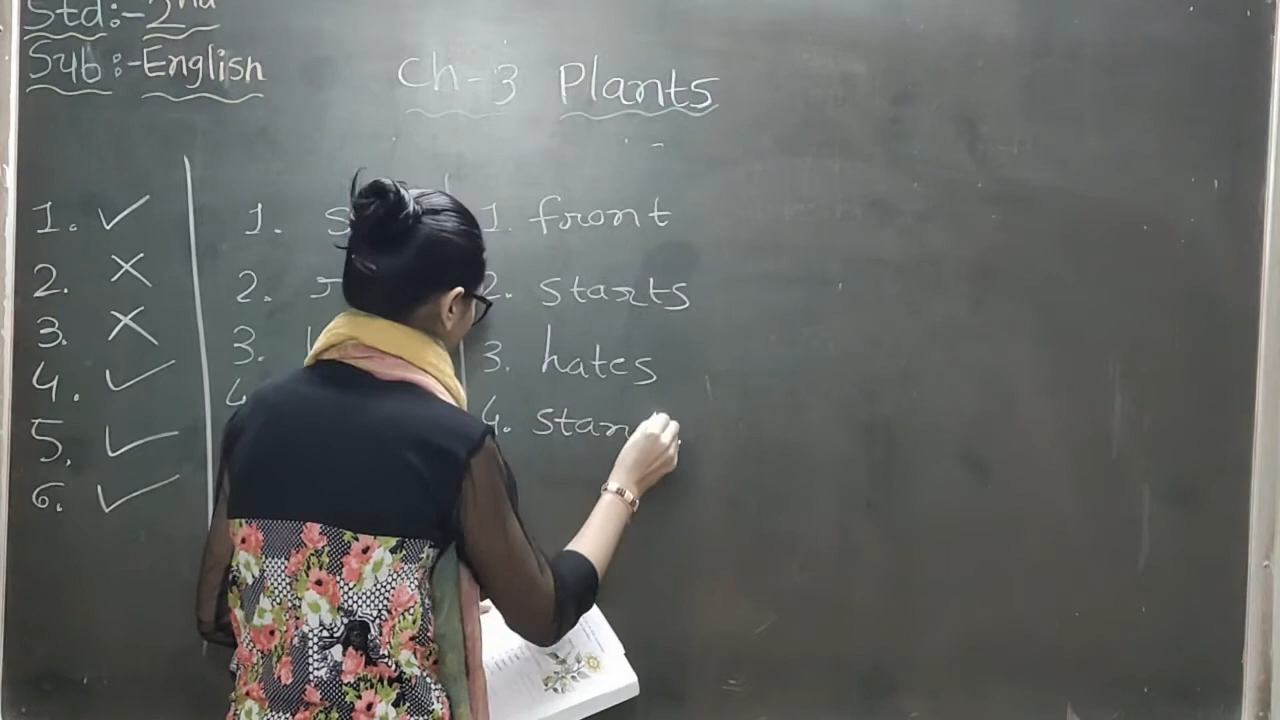 Std:- 2nd
Sub:- English
Ch-3 Plants
1. ✓
2. ✗
3. ✗
4. ✓
5. ✓
6. ✓
1.
2.
3.
4.
1. front
2. starts
3. hates
4.